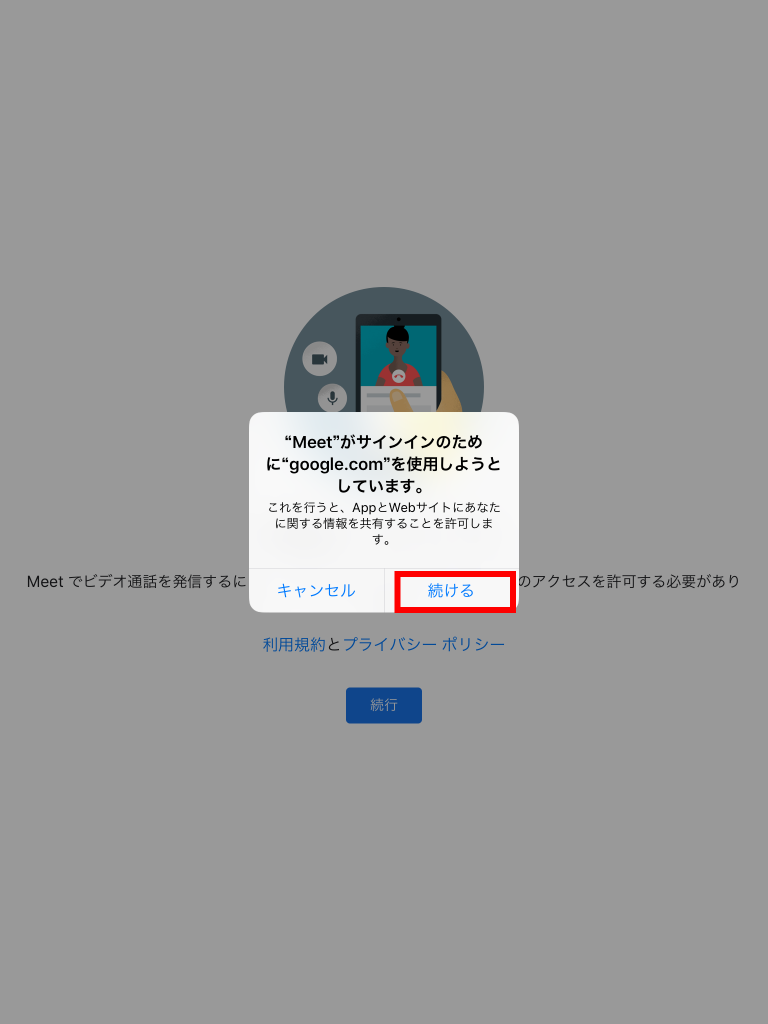 “Meet”がサインインのため
に“google.com”を使用しようと
しています。
これを行うと、AppとWebサイトにあなた
に関する情報を共有することを許可しま
す。
キャンセル
続ける
Meet でビデオ通話を発信するに
のアクセスを許可する必要があり
利用規約とプライバシー ポリシー
続行